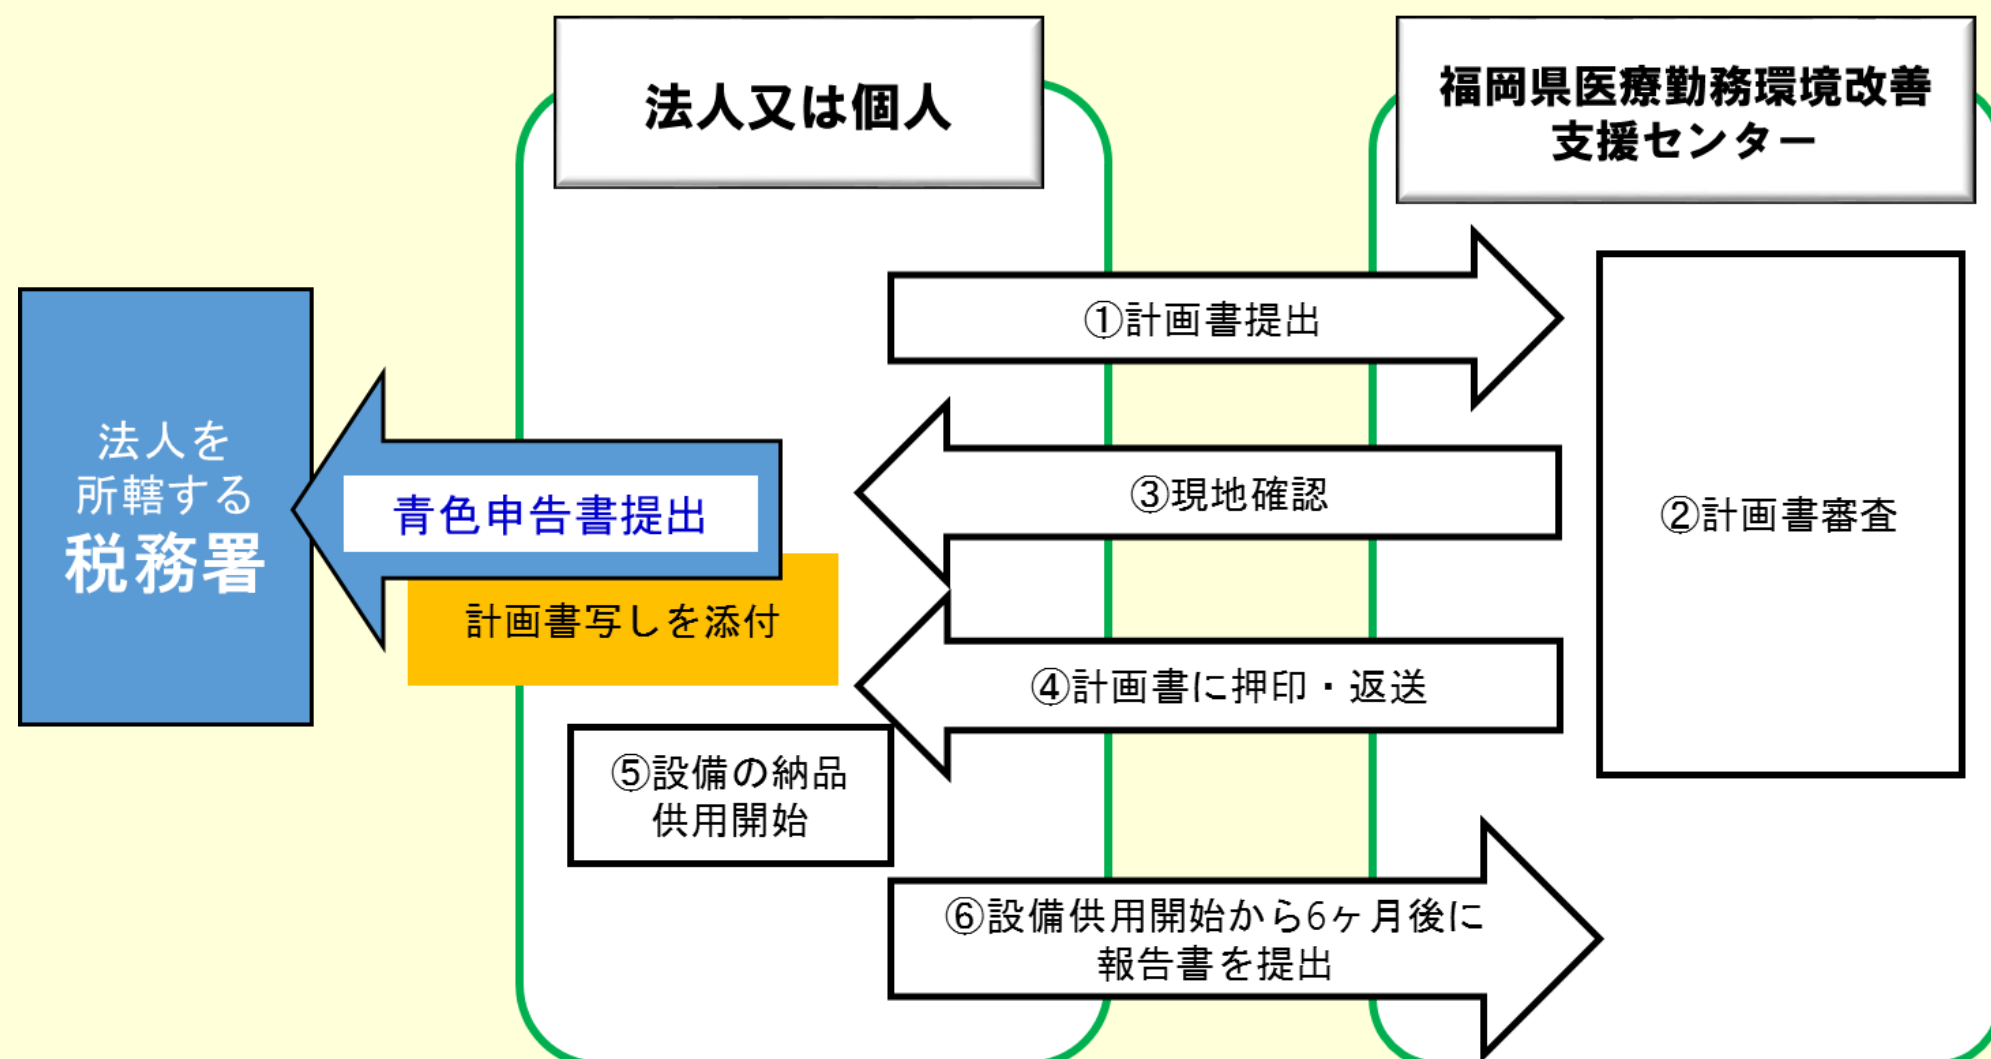 法人又は個人
福岡県医療勤務環境改善
支援センター
①計画書提出
法人を
所轄する
税務署
青色申告書提出
③現地確認
②計画書審査
計画書写しを添付
④計画書に押印・返送
⑤設備の納品
供用開始
⑥設備供用開始から6ヶ月後に
報告書を提出